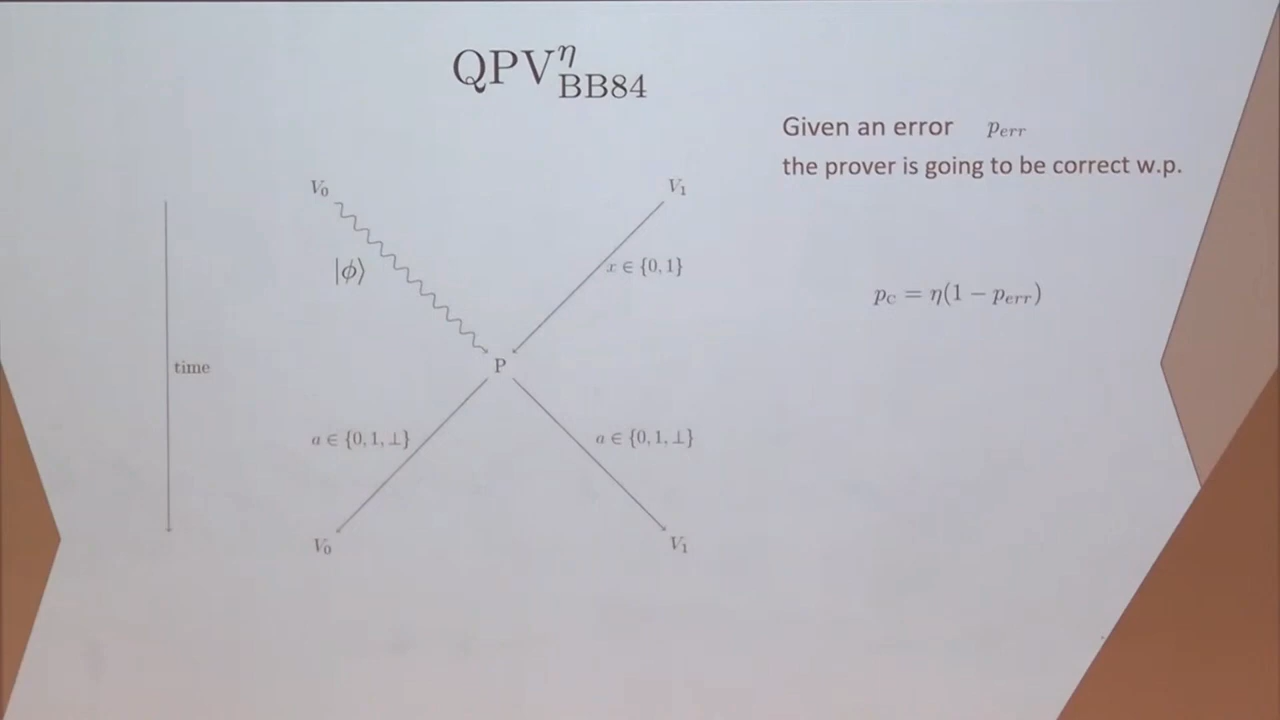 QPV^η_BB84
Given an error p_err
the prover is going to be correct w.p.
V_0
V_1
|ϕ⟩
x ∈ {0, 1}
p_C = η(1 − p_err)
P
time
a ∈ {0, 1, ⊥}
a ∈ {0, 1, ⊥}
V_0
V_1